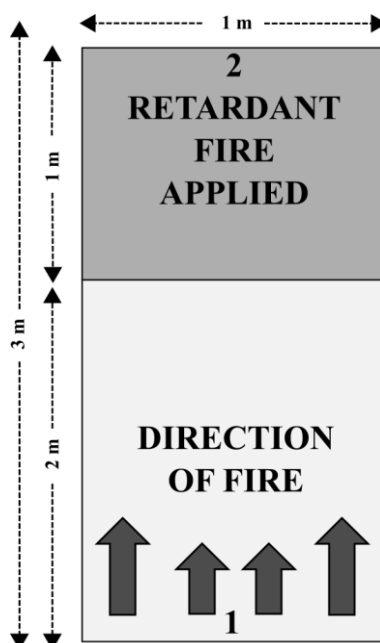 1 m
2
RETARDANT
FIRE
APPLIED
1 m
3 m
2 m
DIRECTION
OF FIRE
1